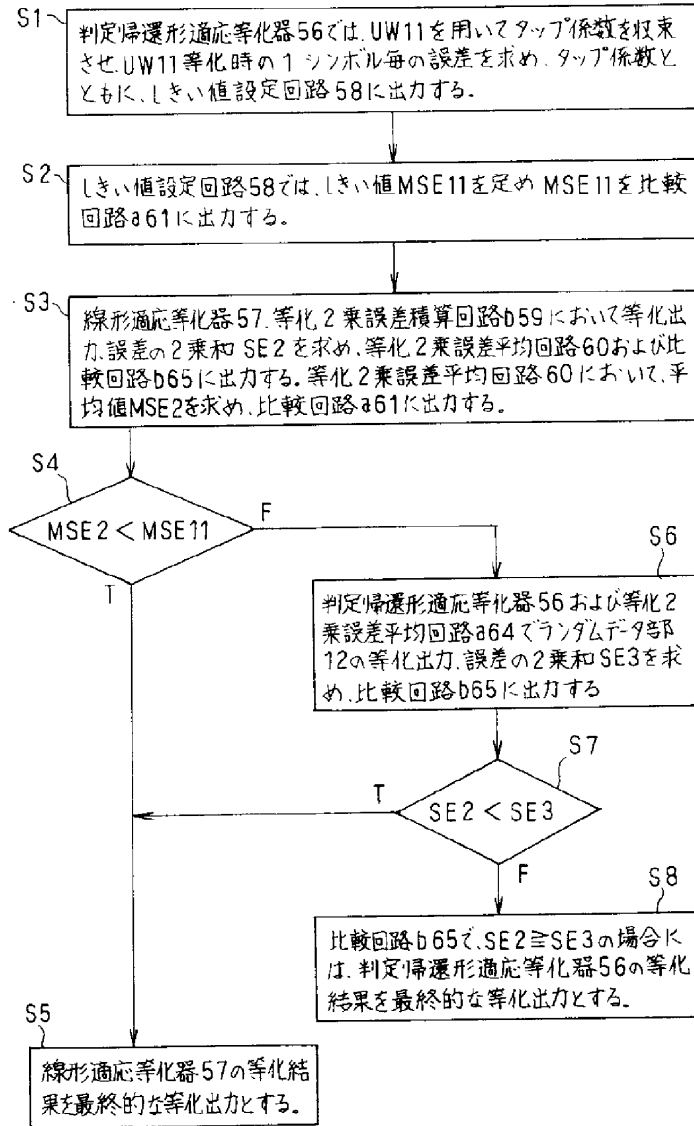 S1
判定帰還形適応等化器56では、UW11を用いてタップ係数を収束
させ、UW11等化時の1シンボル毎の誤差を求め、タップ係数と
ともに、しきい値設定回路58に出力する。
S2
しきい値設定回路58では、しきい値MSE11を定めMSE11を比較
回路a61に出力する。
S3
線形適応等化器57、等化2乗誤差積算回路b59において等化出
力、誤差の2乗和SE2を求め、等化2乗誤差平均回路60および比
較回路b65に出力する。等化2乗誤差平均回路60において、平
均値MSE2を求め、比較回路a61に出力する。
S4
MSE2<MSE11
F
T
S6
判定帰還形適応等化器56および等化2
乗誤差平均回路a64でランダムデータ部
12の等化出力、誤差の2乗和SE3を求
め、比較回路b65に出力する
S7
SE2<SE3
T
F
S8
比較回路b65で、SE2≧SE3の場合に
は、判定帰還形適応等化器56の等化
結果を最終的な等化出力とする。
S5
線形適応等化器57の等化結
果を最終的な等化出力とする。